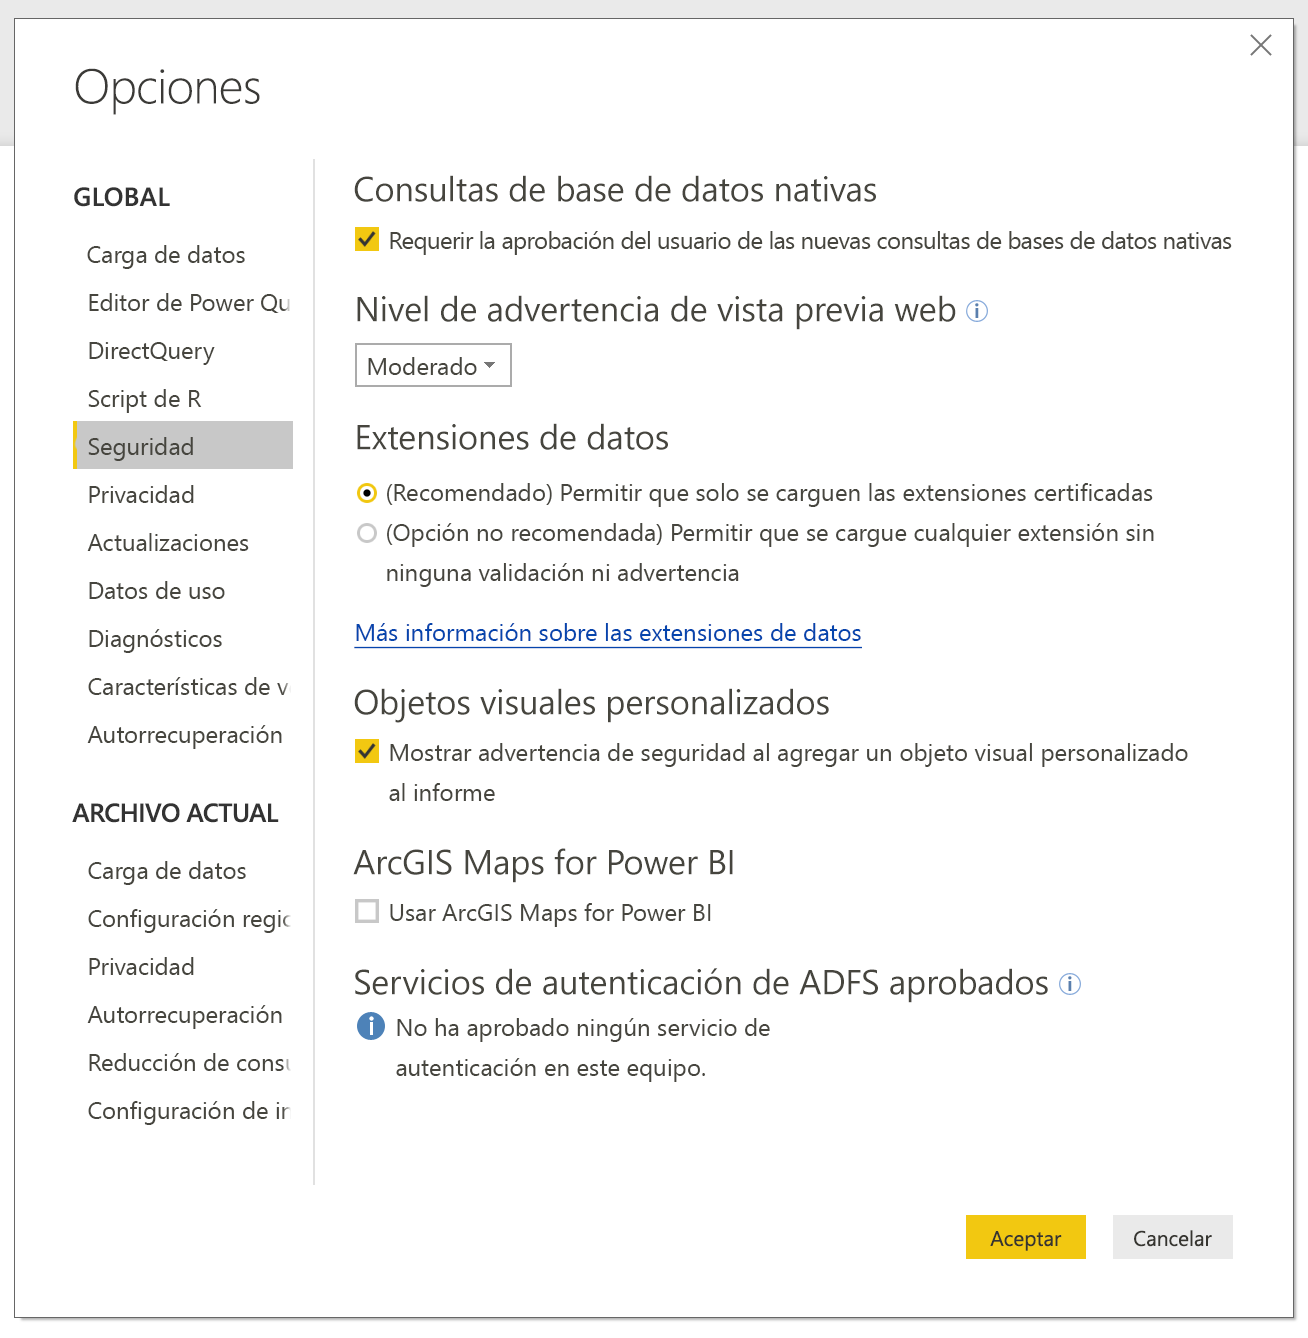 Opciones
GLOBAL
Carga de datos
Editor de Power Qu
DirectQuery
Script de R
Seguridad
Privacidad
Actualizaciones
Datos de uso
Diagnósticos
Características de v
Autorrecuperación
ARCHIVO ACTUAL
Carga de datos
Configuración regic
Privacidad
Autorrecuperación
Reducción de consu
Configuración de in
Consultas de base de datos nativas
Requerir la aprobación del usuario de las nuevas consultas de bases de datos nativas
Nivel de advertencia de vista previa web
Moderado
Extensiones de datos
(Recomendado) Permitir que solo se carguen las extensiones certificadas
(Opción no recomendada) Permitir que se cargue cualquier extensión sin
ninguna validación ni advertencia
Más información sobre las extensiones de datos
Objetos visuales personalizados
Mostrar advertencia de seguridad al agregar un objeto visual personalizado
al informe
ArcGIS Maps for Power BI
Usar ArcGIS Maps for Power BI
Servicios de autenticación de ADFS aprobados
No ha aprobado ningún servicio de
autenticación en este equipo.
Aceptar
Cancelar